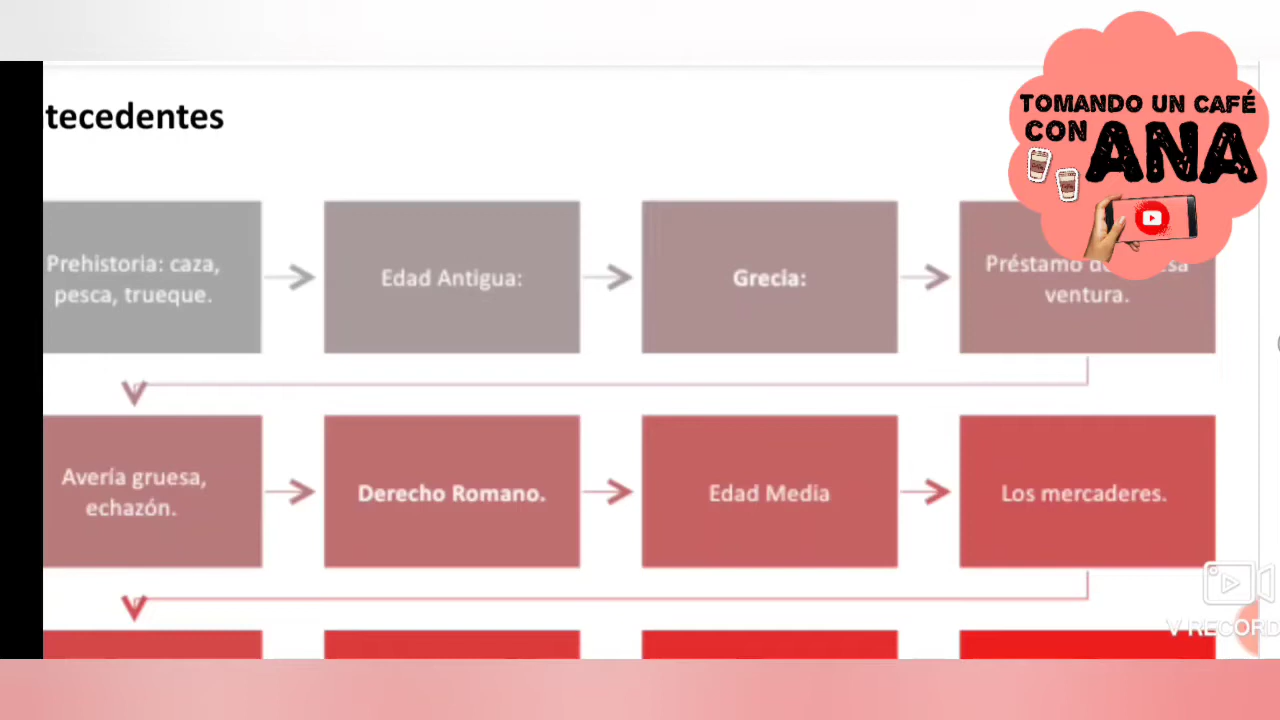 tecedentes
TOMANDO UN CAFÉ
CON ANA
Prehistoria: caza,
pesca, trueque.
Edad Antigua:
Grecia:
Préstamo
ventura.
Avería gruesa,
echazón.
Derecho Romano.
Edad Media
Los mercaderes.
V RECORD